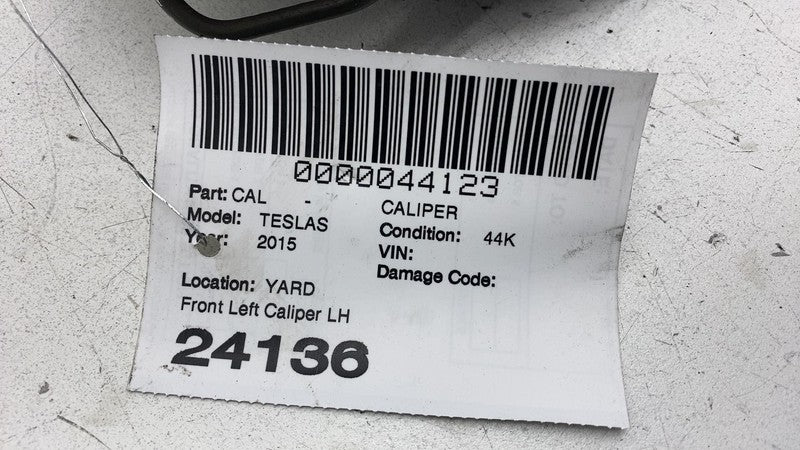 0000044123
Part: CAL - CALIPER
Model: TESLAS Condition: 44K
Year: 2015 VIN:
Damage Code:
Location: YARD
Front Left Caliper LH
24136